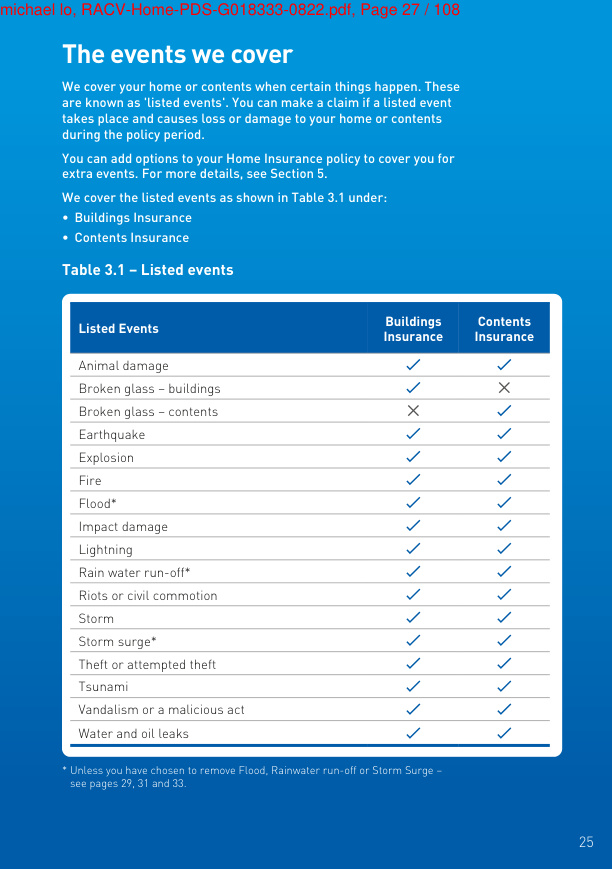 michael lo, RACV-Home-PDS-G018333-0822.pdf, Page 27 / 108
The events we cover
We cover your home or contents when certain things happen. These
are known as 'listed events'. You can make a claim if a listed event
takes place and causes loss or damage to your home or contents
during the policy period.
You can add options to your Home Insurance policy to cover you for
extra events. For more details, see Section 5.
We cover the listed events as shown in Table 3.1 under:
• Buildings Insurance
• Contents Insurance
Table 3.1 – Listed events
Listed Events Buildings Insurance Contents Insurance
Animal damage ✓ ✓
Broken glass – buildings ✓ ✕
Broken glass – contents ✕ ✓
Earthquake ✓ ✓
Explosion ✓ ✓
Fire ✓ ✓
Flood* ✓ ✓
Impact damage ✓ ✓
Lightning ✓ ✓
Rain water run-off* ✓ ✓
Riots or civil commotion ✓ ✓
Storm ✓ ✓
Storm surge* ✓ ✓
Theft or attempted theft ✓ ✓
Tsunami ✓ ✓
Vandalism or a malicious act ✓ ✓
Water and oil leaks ✓ ✓
* Unless you have chosen to remove Flood, Rainwater run-off or Storm Surge –
see pages 29, 31 and 33.
25